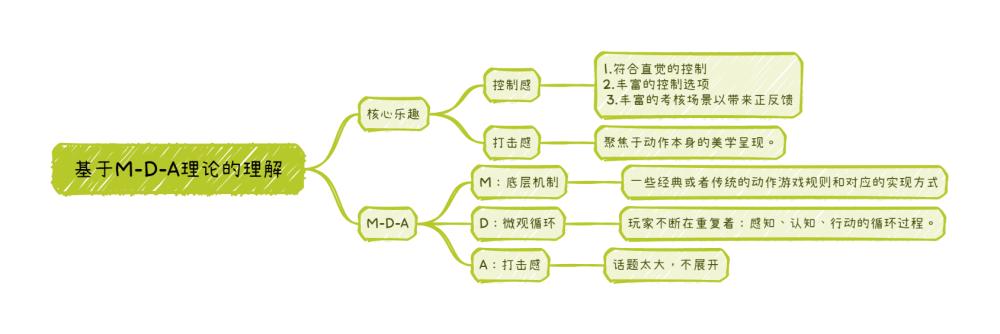 基于M-D-A理论的理解
核心乐趣
控制感
1.符合直觉的控制
2.丰富的控制选项
3.丰富的考核场景以带来正反馈
打击感
聚焦于动作本身的美学呈现。
M-D-A
M：底层机制
一些经典或者传统的动作游戏规则和对应的实现方式
D：微观循环
玩家不断在重复着：感知、认知、行动的循环过程。
A：打击感
话题太大，不展开